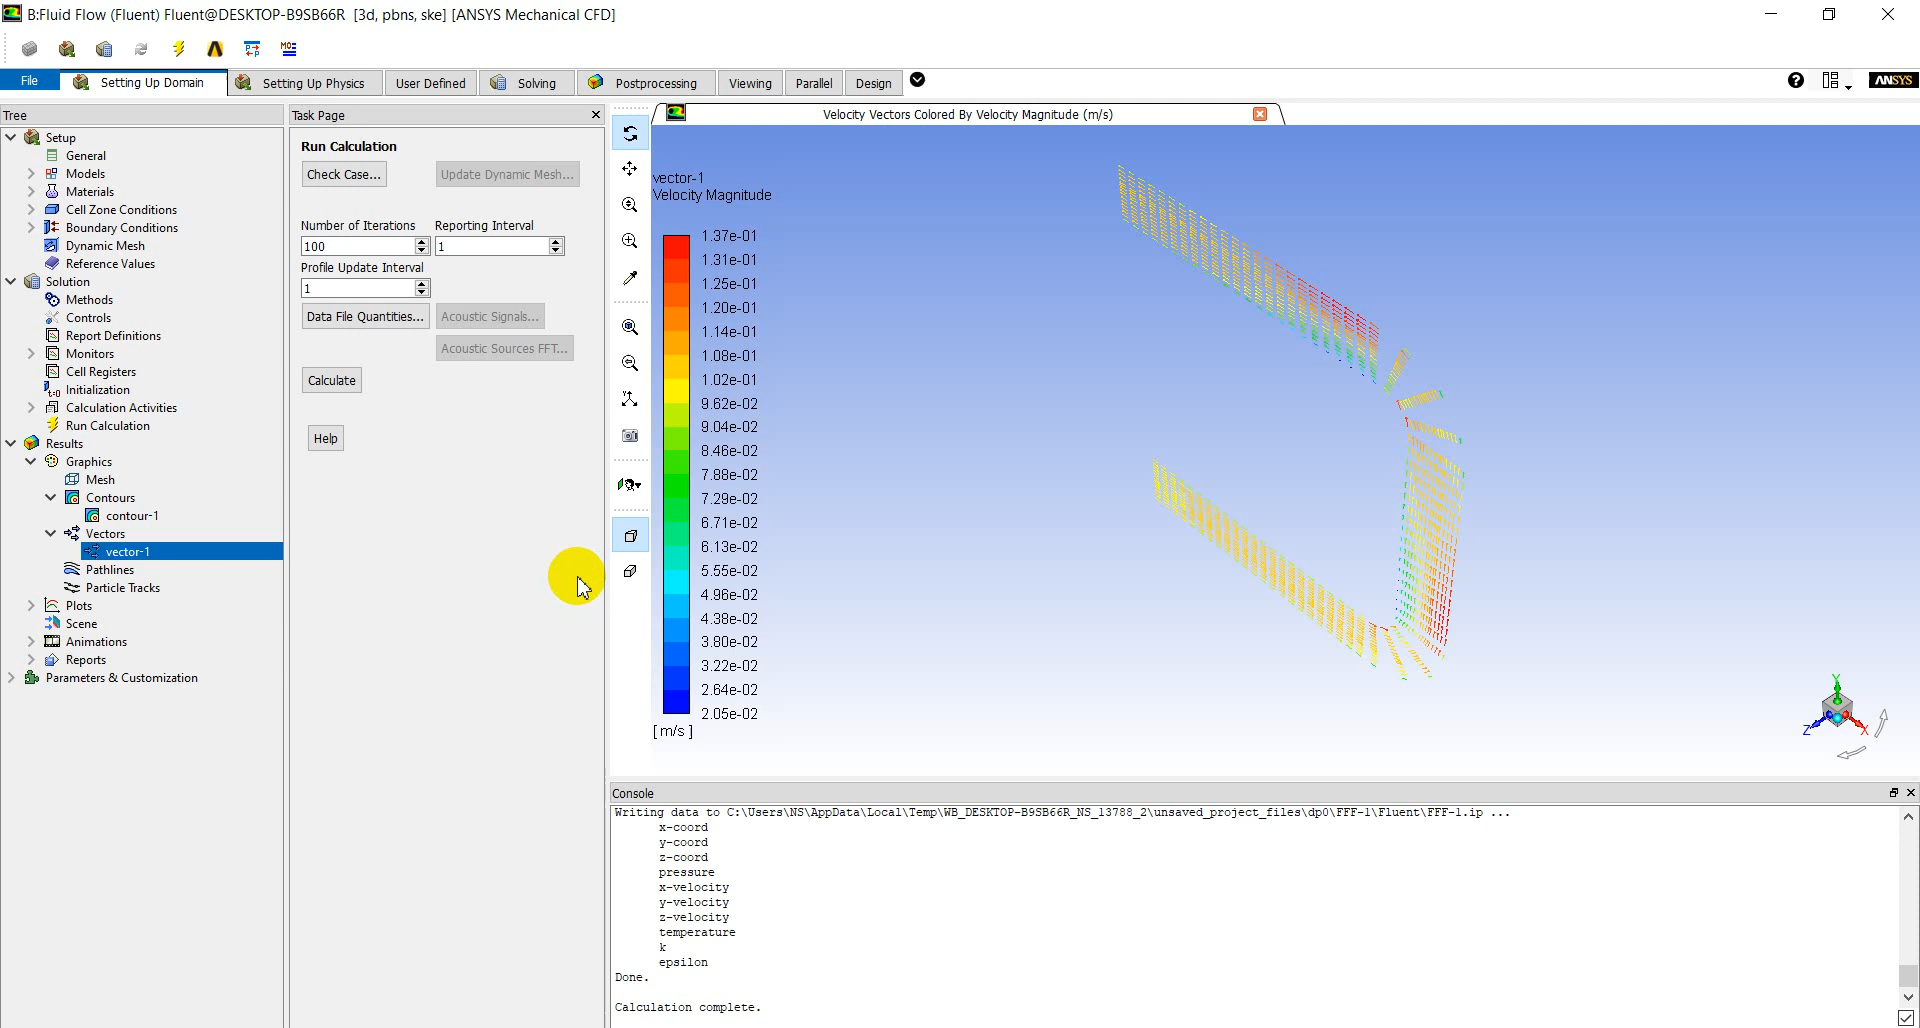 B:Fluid Flow (Fluent) Fluent@DESKTOP-B9SB66R [3d, pbns, ske] [ANSYS Mechanical CFD]
File
Setting Up Domain
Setting Up Physics
User Defined
Solving
Postprocessing
Viewing
Parallel
Design
ANSYS
Tree
Setup
General
Models
Materials
Cell Zone Conditions
Boundary Conditions
Dynamic Mesh
Reference Values
Solution
Methods
Controls
Report Definitions
Monitors
Cell Registers
Initialization
Calculation Activities
Run Calculation
Results
Graphics
Mesh
Contours
contour-1
Vectors
vector-1
Pathlines
Particle Tracks
Plots
Scene
Animations
Reports
Parameters & Customization
Task Page
Run Calculation
Check Case...
Update Dynamic Mesh...
Number of Iterations
Reporting Interval
100
1
Profile Update Interval
1
Data File Quantities...
Acoustic Signals...
Acoustic Sources FFT...
Calculate
Help
Velocity Vectors Colored By Velocity Magnitude (m/s)
vector-1
Velocity Magnitude
1.37e-01
1.31e-01
1.25e-01
1.20e-01
1.14e-01
1.08e-01
1.02e-01
9.62e-02
9.04e-02
8.46e-02
7.88e-02
7.29e-02
6.71e-02
6.13e-02
5.55e-02
4.96e-02
4.38e-02
3.80e-02
3.22e-02
2.64e-02
2.05e-02
[m/s]
Y
Z
X
Console
Writing data to C:\Users\NS\AppData\Local\Temp\WB_DESKTOP-B9SB66R_NS_13788_2\unsaved_project_files\dp0\FFF-1\Fluent\FFF-1.ip ...
x-coord
y-coord
z-coord
pressure
x-velocity
y-velocity
z-velocity
temperature
k
epsilon
Done.
Calculation complete.